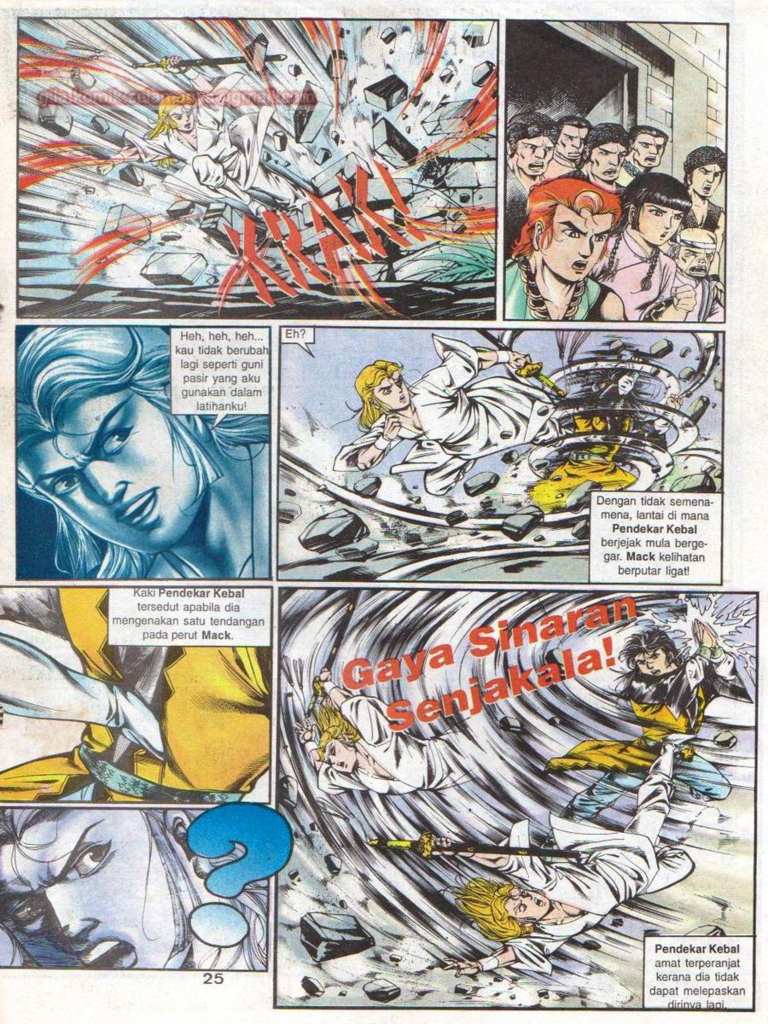 KRAK!
KRAK!
Heh, heh, heh...
kau tidak berubah
lagi seperti guni
pasir yang aku
gunakan dalam
latihanku!
Eh?
Dengan tidak semena-
mena, lantai di mana
Pendekar Kebal
berjejak mula berge-
gar. Mack kelihatan
berputar ligat!
Kaki Pendekar Kebal
tersedut apabila dia
mengenakan satu tendangan
pada perut Mack.
Gaya Sinaran
Senjakala!
?
Pendekar Kebal
amat terperanjat
kerana dia tidak
dapat melepaskan
dirinya lagi.
25